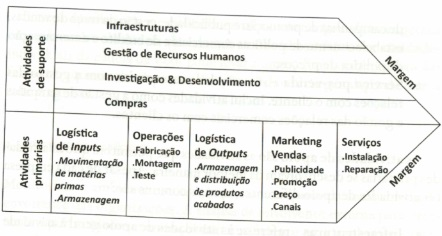 Atividades
de suporte
Infraestruturas
Gestão de Recursos Humanos
Investigação & Desenvolvimento
Compras
Margem
Atividades
primárias
Logística
de Inputs
.Movimentação
de matérias
primas
.Armazenagem
Operações
.Fabricação
.Montagem
.Teste
Logística
de Outputs
.Armazenagem
e distribuição
de produtos
acabados
Marketing
Vendas
.Publicidade
.Promoção
.Preço
.Canais
Serviços
.Instalação
.Reparação
Margem